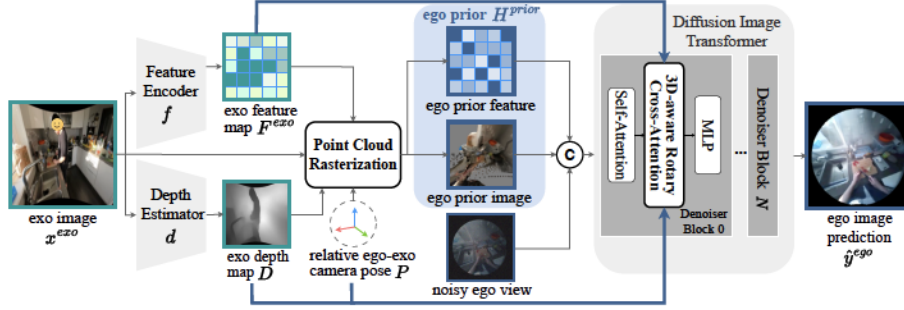 ego prior H^{prior}
Diffusion Image
Transformer
Feature
Encoder
f
exo feature
map F^{exo}
ego prior feature
Point Cloud
Rasterization
Self-Attention
3D-aware Rotary
Cross-Attention
MLP
...
Denoiser Block N
C
Denoiser
Block 0
exo image
x^{exo}
Depth
Estimator
d
ego prior image
exo depth
map D
relative ego-exo
camera pose P
noisy ego view
ego image
prediction
ŷ^{ego}